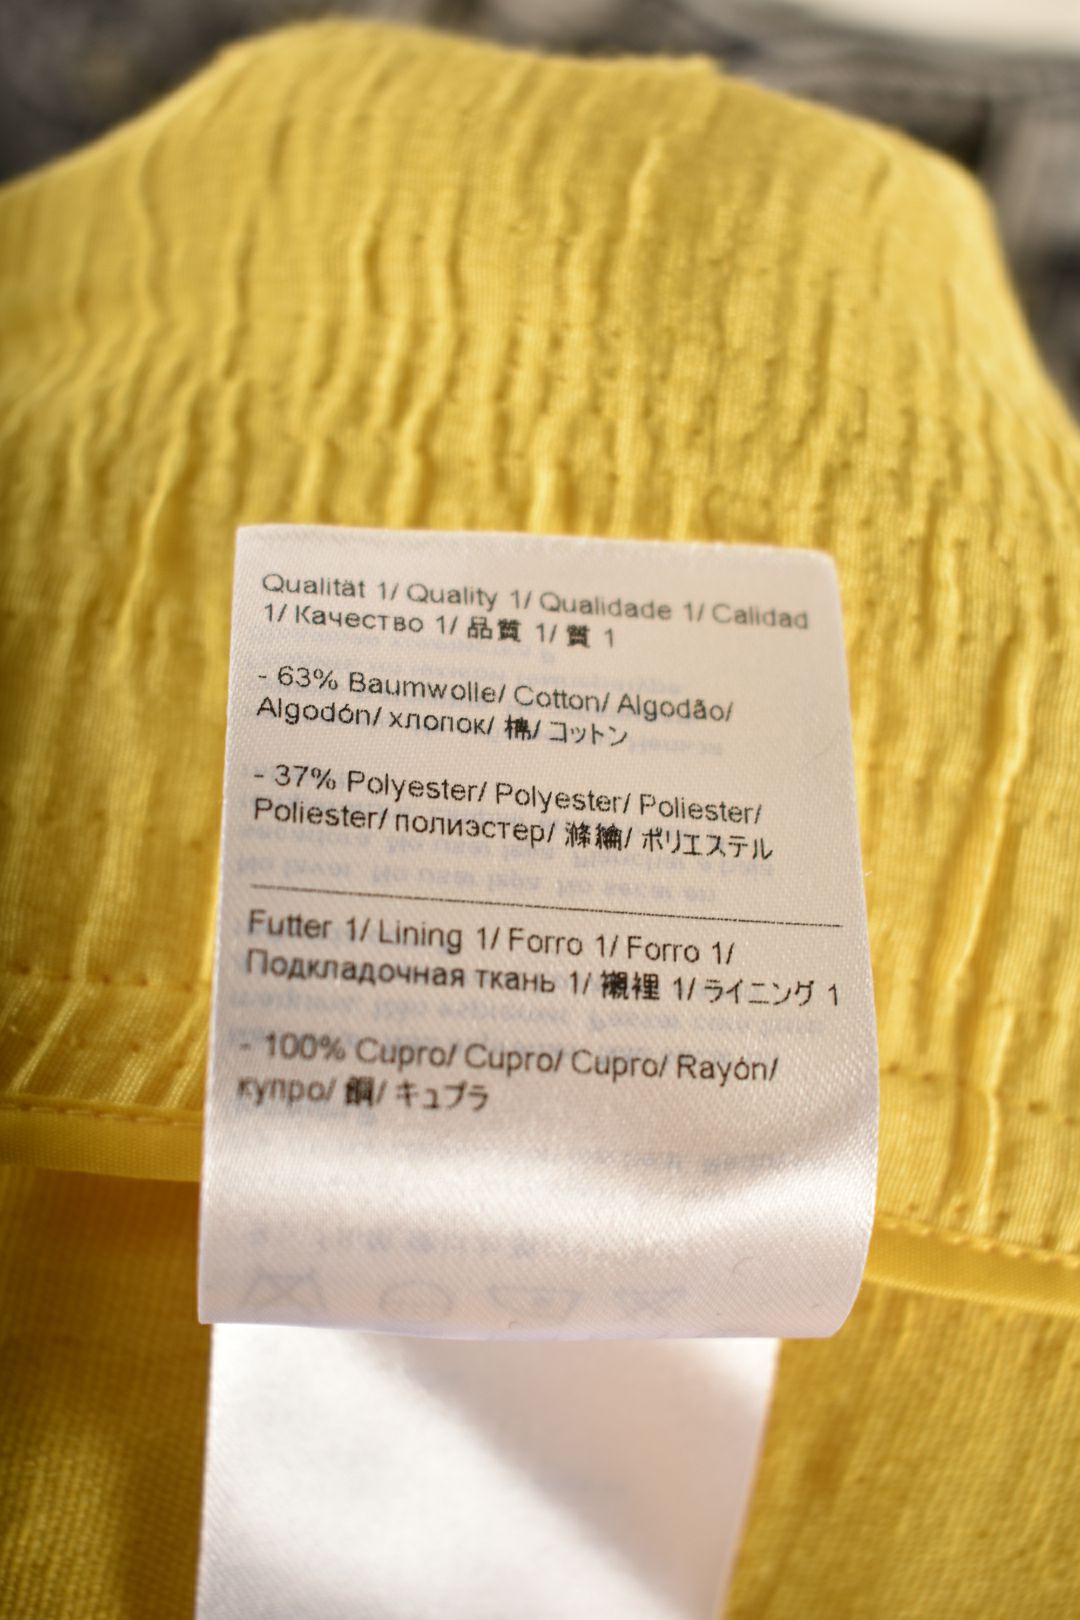 Qualität 1/ Quality 1/ Qualidade 1/ Calidad
1/ Качество 1/ 品質 1/ 質 1
- 63% Baumwolle/ Cotton/ Algodão/
Algodón/ хлопок/ 棉/ コットン
- 37% Polyester/ Polyester/ Poliester/
Poliester/ полиэстер/ 滌綸/ ポリエステル
Futter 1/ Lining 1/ Forro 1/ Forro 1/
Подкладочная ткань 1/ 襯裡 1/ ライニング 1
- 100% Cupro/ Cupro/ Cupro/ Rayón/
купро/ 銅/ キュプラ